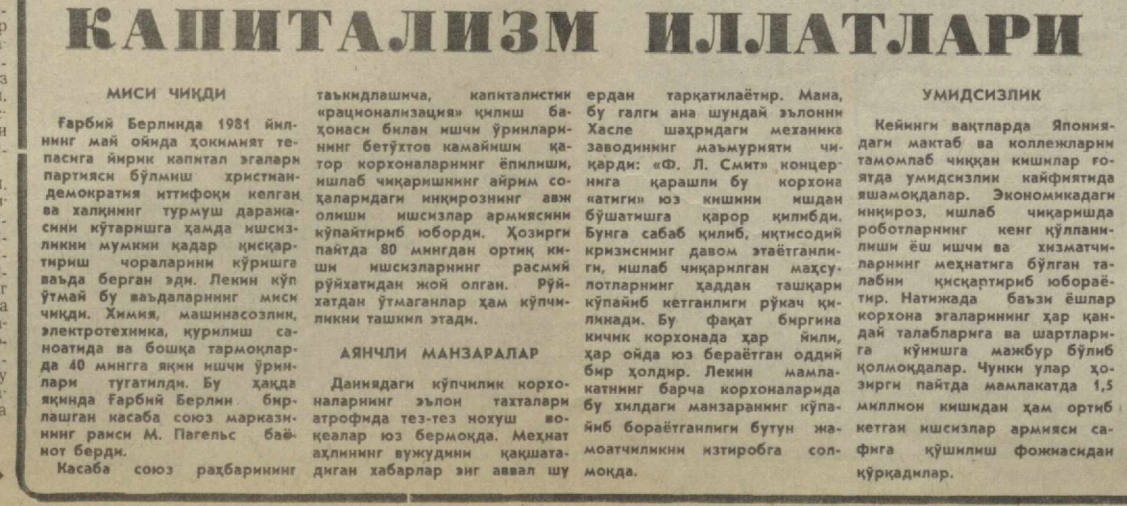 КАПИТАЛИЗМ ИЛЛАТЛАРИ
МИСИ ЧИҚДИ
Ғарбий Берлинда 1981 йил-
нинг май ойида ҳокимият те-
пасига йирик капитал эгалари
партияси бўлмиш христиан-
демократия иттифоқи келган
ва халқнинг турмуш даража-
сини кўтаришга ҳамда ишсиз-
ликни мумкин қадар қисқар-
тириш чораларини кўришга
ваъда берган эди. Лекин кўп
ўтмай бу ваъдаларнинг миси
чиқди. Химия, машинасозлик,
электротехника, қурилиш са-
ноатида ва бошқа тармоқлар-
да 40 мингга яқин ишчи ўрин-
лари тугатилди. Бу ҳақда
яқинда Ғарбий Берлин бир-
лашган касаба союз маркази-
нинг раиси М. Пагельс баё-
нот берди.
Касаба союз раҳбарининг
таъкидлашича, капиталистик
«рационализация» қилиш ба-
ҳонаси билан ишчи ўринлари-
нинг бетўхтов камайиши қа-
тор корхоналарнинг ёпилиши,
ишлаб чиқаришнинг айрим со-
ҳаларидаги инқирознинг авж
олиши ишсизлар армиясини
кўпайтириб юборди. Ҳозирги
пайтда 80 мингдан ортиқ ки-
ши ишсизларнинг расмий
рўйхатидан жой олган. Рўй-
хатдан ўтмаганлар ҳам кўпчи-
ликни ташкил этади.
АЯНЧЛИ МАНЗАРАЛАР
Даниядаги кўпчилик корхо-
наларнинг эълон тахталари
атрофида тез-тез нохуш во-
қеалар юз бермоқда. Меҳнат
аҳлининг вужудини қақшата-
диган хабарлар энг аввал шу
ердан тарқатилаётир. Мана,
бу галги ана шундай эълонни
Хасле шаҳридаги механика
заводининг маъмурияти чи-
қарди: «Ф. Л. Смит» концер-
нига қарашли бу корхона
«атиги» юз кишини ишдан
бўшатишга қарор қилибди.
Бунга сабаб қилиб, иқтисодий
кризиснинг давом этаётганли-
ги, ишлаб чиқарилган маҳсу-
лотларнинг ҳаддан ташқари
кўпайиб кетганлиги рўкач қи-
линади. Бу фақат биргина
кичик корхонада ҳар йили,
ҳар ойда юз бераётган оддий
бир ҳолдир. Лекин мамла-
катнинг барча корхоналарида
бу хилдаги манзаранинг кўпа-
йиб бораётганлиги бутун жа-
моатчиликни изтиробга сол-
моқда.
УМИДСИЗЛИК
Кейинги вақтларда Япония-
даги мактаб ва коллежларни
тамомлаб чиққан кишилар ғо-
ятда умидсизлик кайфиятида
яшамоқдалар. Экономикадаги
инқироз, ишлаб чиқаришда
роботларнинг кенг қўллани-
лиши ёш ишчи ва хизматчи-
ларнинг меҳнатига бўлган та-
лабни қисқартириб юбораё-
тир. Натижада баъзи ёшлар
корхона эгаларининг ҳар қан-
дай талабларига ва шартлари-
га кўнишга мажбур бўлиб
қолмоқдалар. Чунки улар ҳо-
зирги пайтда мамлакатда 1,5
миллион кишидан ҳам ортиб
кетган ишсизлар армияси са-
фига қўшилиш фожиасидан
қўрқадилар.